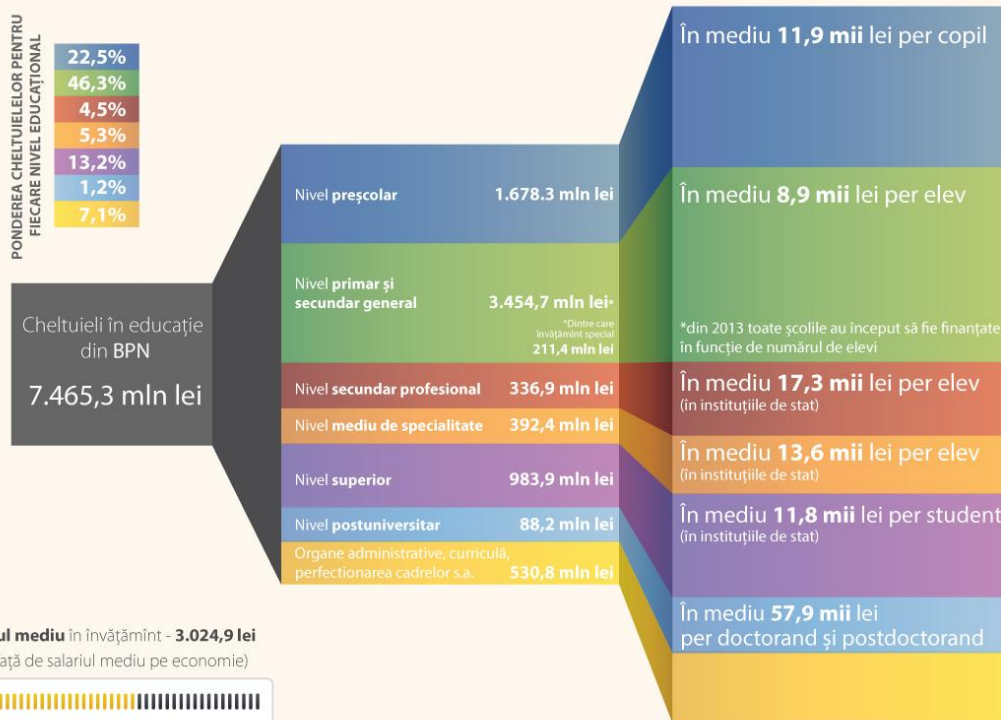 PONDEREA CHELTUIELELOR PENTRU
FIECARE NIVEL EDUCAȚIONAL
22,5%
46,3%
4,5%
5,3%
13,2%
1,2%
7,1%
Cheltuieli în educație
din BPN
7.465,3 mln lei
Nivel preșcolar 1.678.3 mln lei
Nivel primar și
secundar general 3.454,7 mln lei*
*Dintre care
învățămînt special
211,4 mln lei
Nivel secundar profesional 336,9 mln lei
Nivel mediu de specialitate 392,4 mln lei
Nivel superior 983,9 mln lei
Nivel postuniversitar 88,2 mln lei
Organe administrative, curriculă,
perfectionarea cadrelor s.a. 530,8 mln lei
În mediu 11,9 mii lei per copil
În mediu 8,9 mii lei per elev
*din 2013 toate școlile au început să fie finanțate
în funcție de numărul de elevi
În mediu 17,3 mii lei per elev
(în instituțiile de stat)
În mediu 13,6 mii lei per elev
(în instituțiile de stat)
În mediu 11,8 mii lei per student
(în instituțiile de stat)
În mediu 57,9 mii lei
per doctorand și postdoctorand
ul mediu în învățămînt - 3.024,9 lei
ață de salariul mediu pe economie)